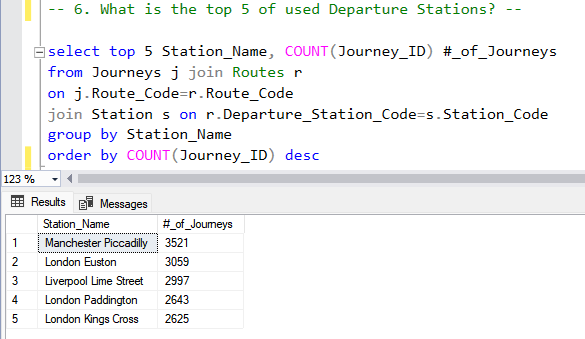 -- 6. What is the top 5 of used Departure Stations? --
select top 5 Station_Name, COUNT(Journey_ID) #_of_Journeys
from Journeys j join Routes r
on j.Route_Code=r.Route_Code
join Station s on r.Departure_Station_Code=s.Station_Code
group by Station_Name
order by COUNT(Journey_ID) desc
123 %
Results Messages
Station_Name #_of_Journeys
1 Manchester Piccadilly 3521
2 London Euston 3059
3 Liverpool Lime Street 2997
4 London Paddington 2643
5 London Kings Cross 2625